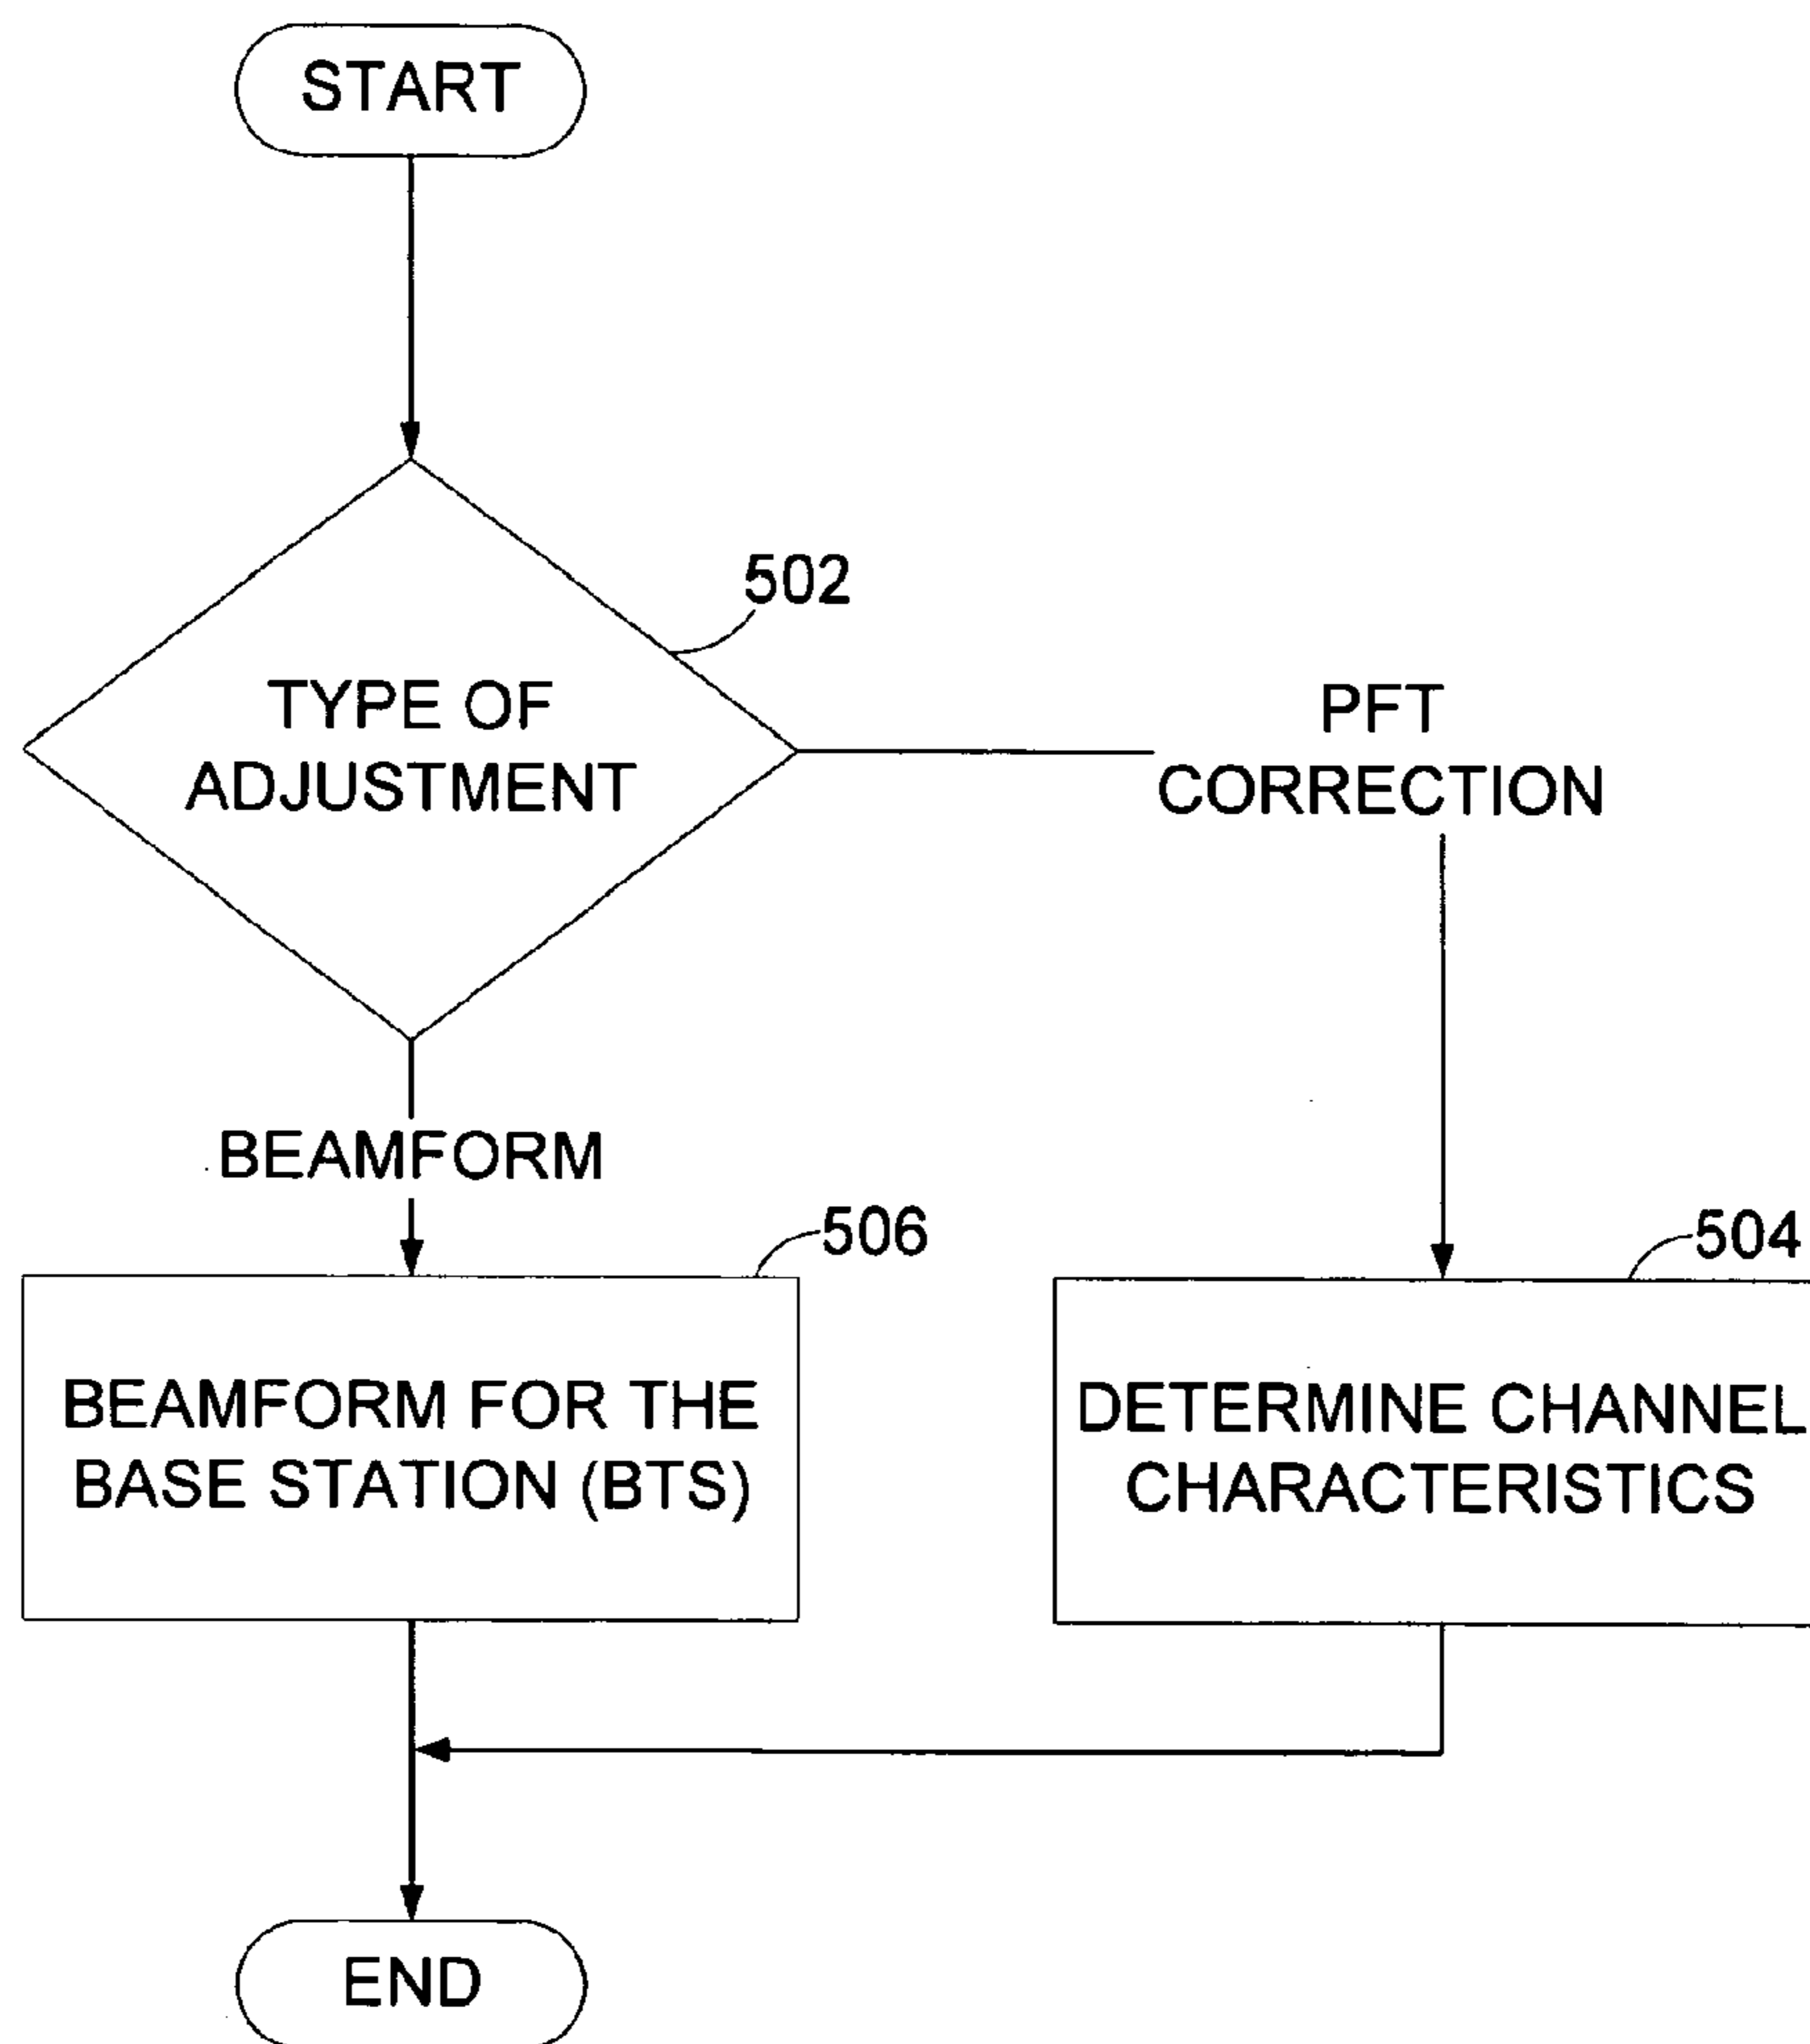 START
502
TYPE OF
ADJUSTMENT
PFT
CORRECTION
BEAMFORM
506
504
BEAMFORM FOR THE
BASE STATION (BTS)
DETERMINE CHANNEL
CHARACTERISTICS
END